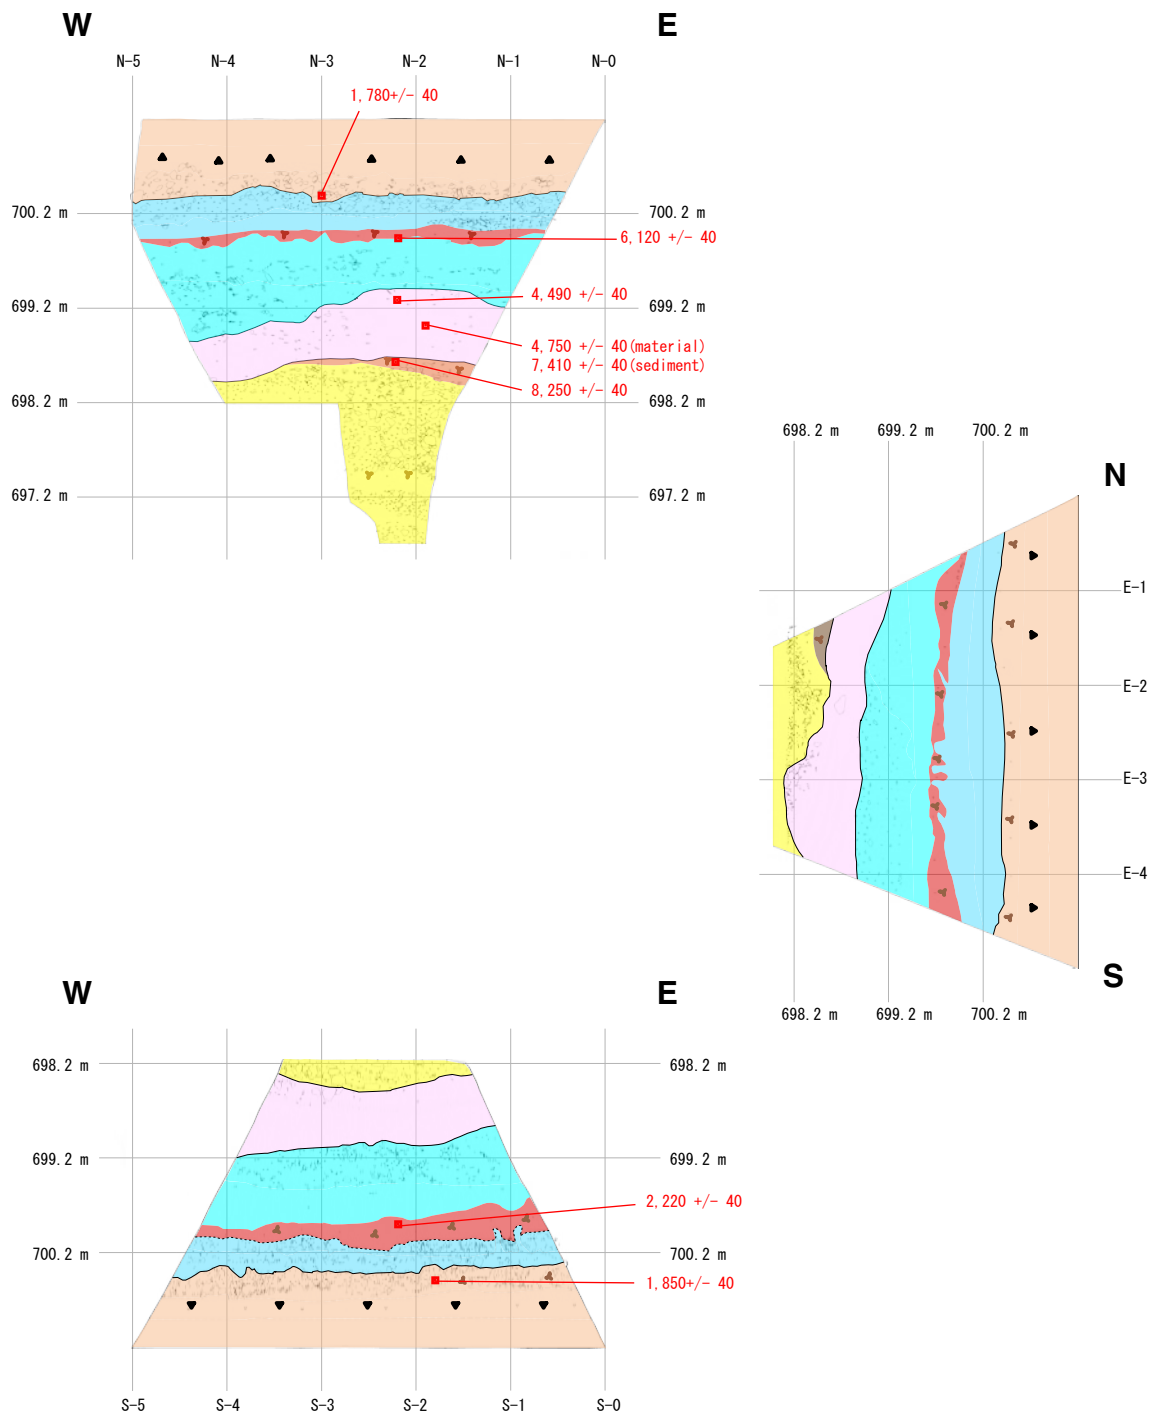 W E
N-5 N-4 N-3 N-2 N-1 N-0
1,780+/- 40
700.2 m 700.2 m
6,120 +/- 40
4,490 +/- 40
699.2 m 699.2 m
4,750 +/- 40(material)
7,410 +/- 40(sediment)
8,250 +/- 40
698.2 m 698.2 m
697.2 m 697.2 m
698.2 m 699.2 m 700.2 m
N
E-1
E-2
E-3
E-4
S
698.2 m 699.2 m 700.2 m
W E
698.2 m 698.2 m
699.2 m 699.2 m
2,220 +/- 40
700.2 m 700.2 m
1,850+/- 40
S-5 S-4 S-3 S-2 S-1 S-0